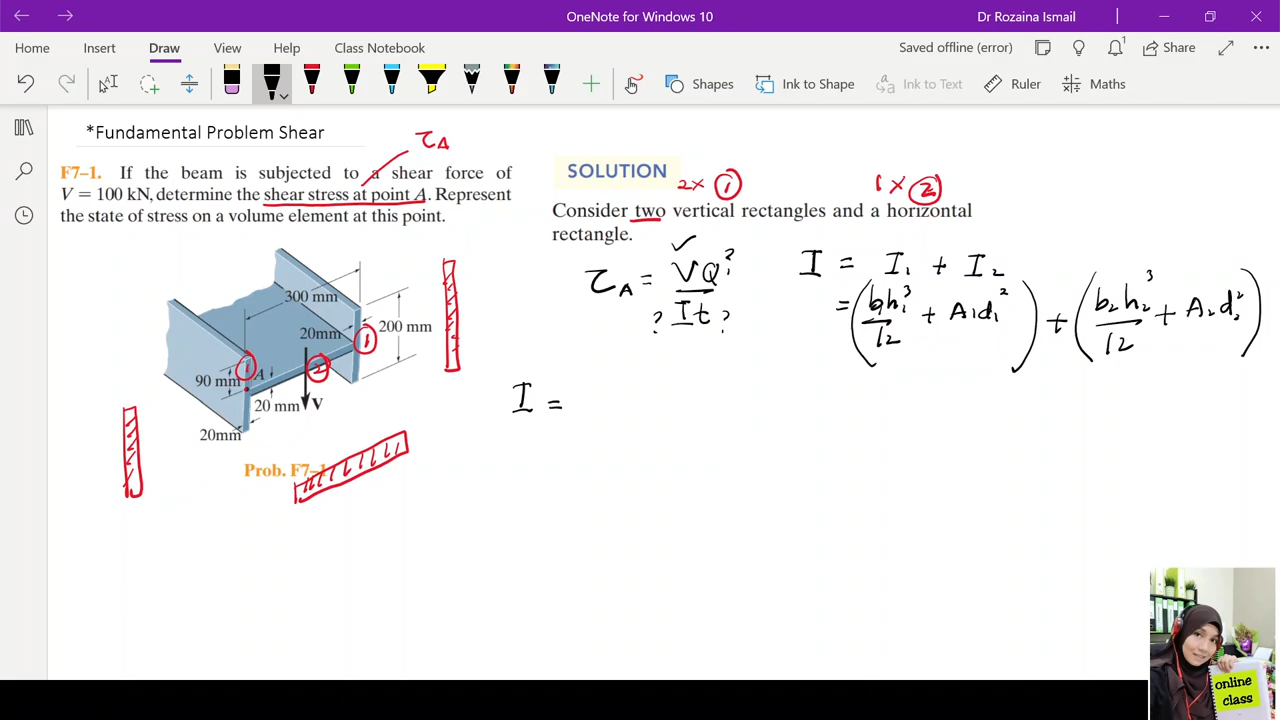 OneNote for Windows 10
Dr Rozaina Ismail
Home Insert Draw View Help Class Notebook
Saved offline (error) Share
Shapes Ink to Shape Ink to Text Ruler Maths
*Fundamental Problem Shear
τA
F7–1. If the beam is subjected to a shear force of
V = 100 kN, determine the shear stress at point A. Represent
the state of stress on a volume element at this point.
300 mm
20mm
200 mm
1
1
2
90 mm
A
20 mm
V
20mm
Prob. F7–1
SOLUTION
2x 1
1x 2
Consider two vertical rectangles and a horizontal
rectangle.
τA = VQ? / ? It ?
I = I1 + I2
= (b1h1³/12 + A1d1²) + (b2h2³/12 + A2d2²)
I =
online
class